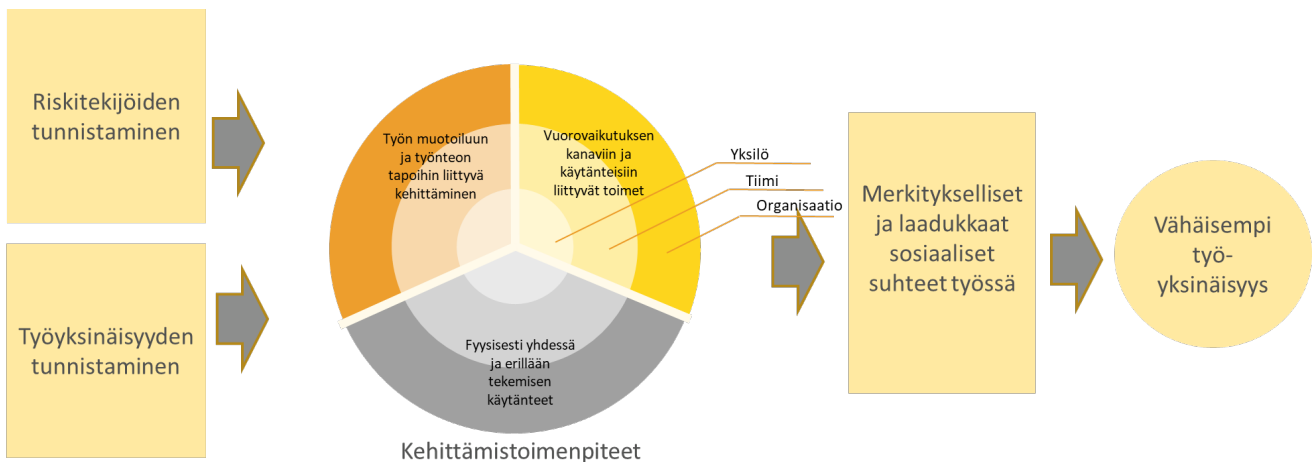 Riskitekijöiden
tunnistaminen
Työyksinäisyyden
tunnistaminen
Työn muotoiluun
ja työnteon
tapoihin liittyvä
kehittäminen
Vuorovaikutuksen
kanaviin ja
käytänteisiin
liittyvät toimet
Fyysisesti yhdessä
ja erillään
tekemisen
käytänteet
Kehittämistoimenpiteet
Yksilö
Tiimi
Organisaatio
Merkitykselliset
ja laadukkaat
sosiaaliset
suhteet työssä
Vähäisempi
työ-
yksinäisyys